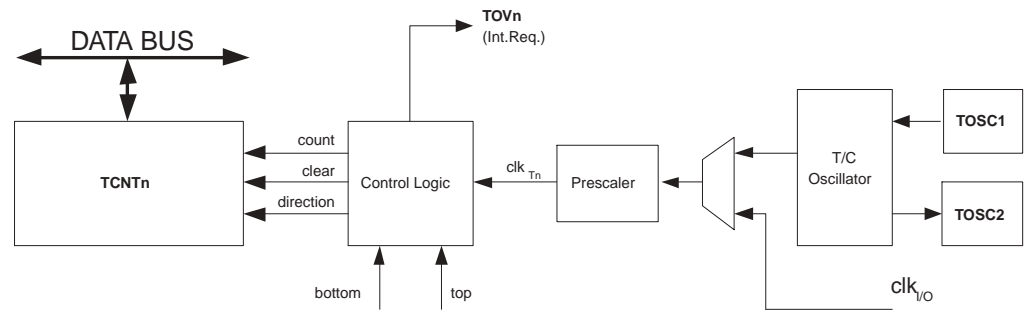 TOVn
(Int.Req.)
DATA BUS
TOSC1
count
T/C
Oscillator
TCNTn
clear
Control Logic
clkTn
Prescaler
direction
TOSC2
bottom
top
clkI/O